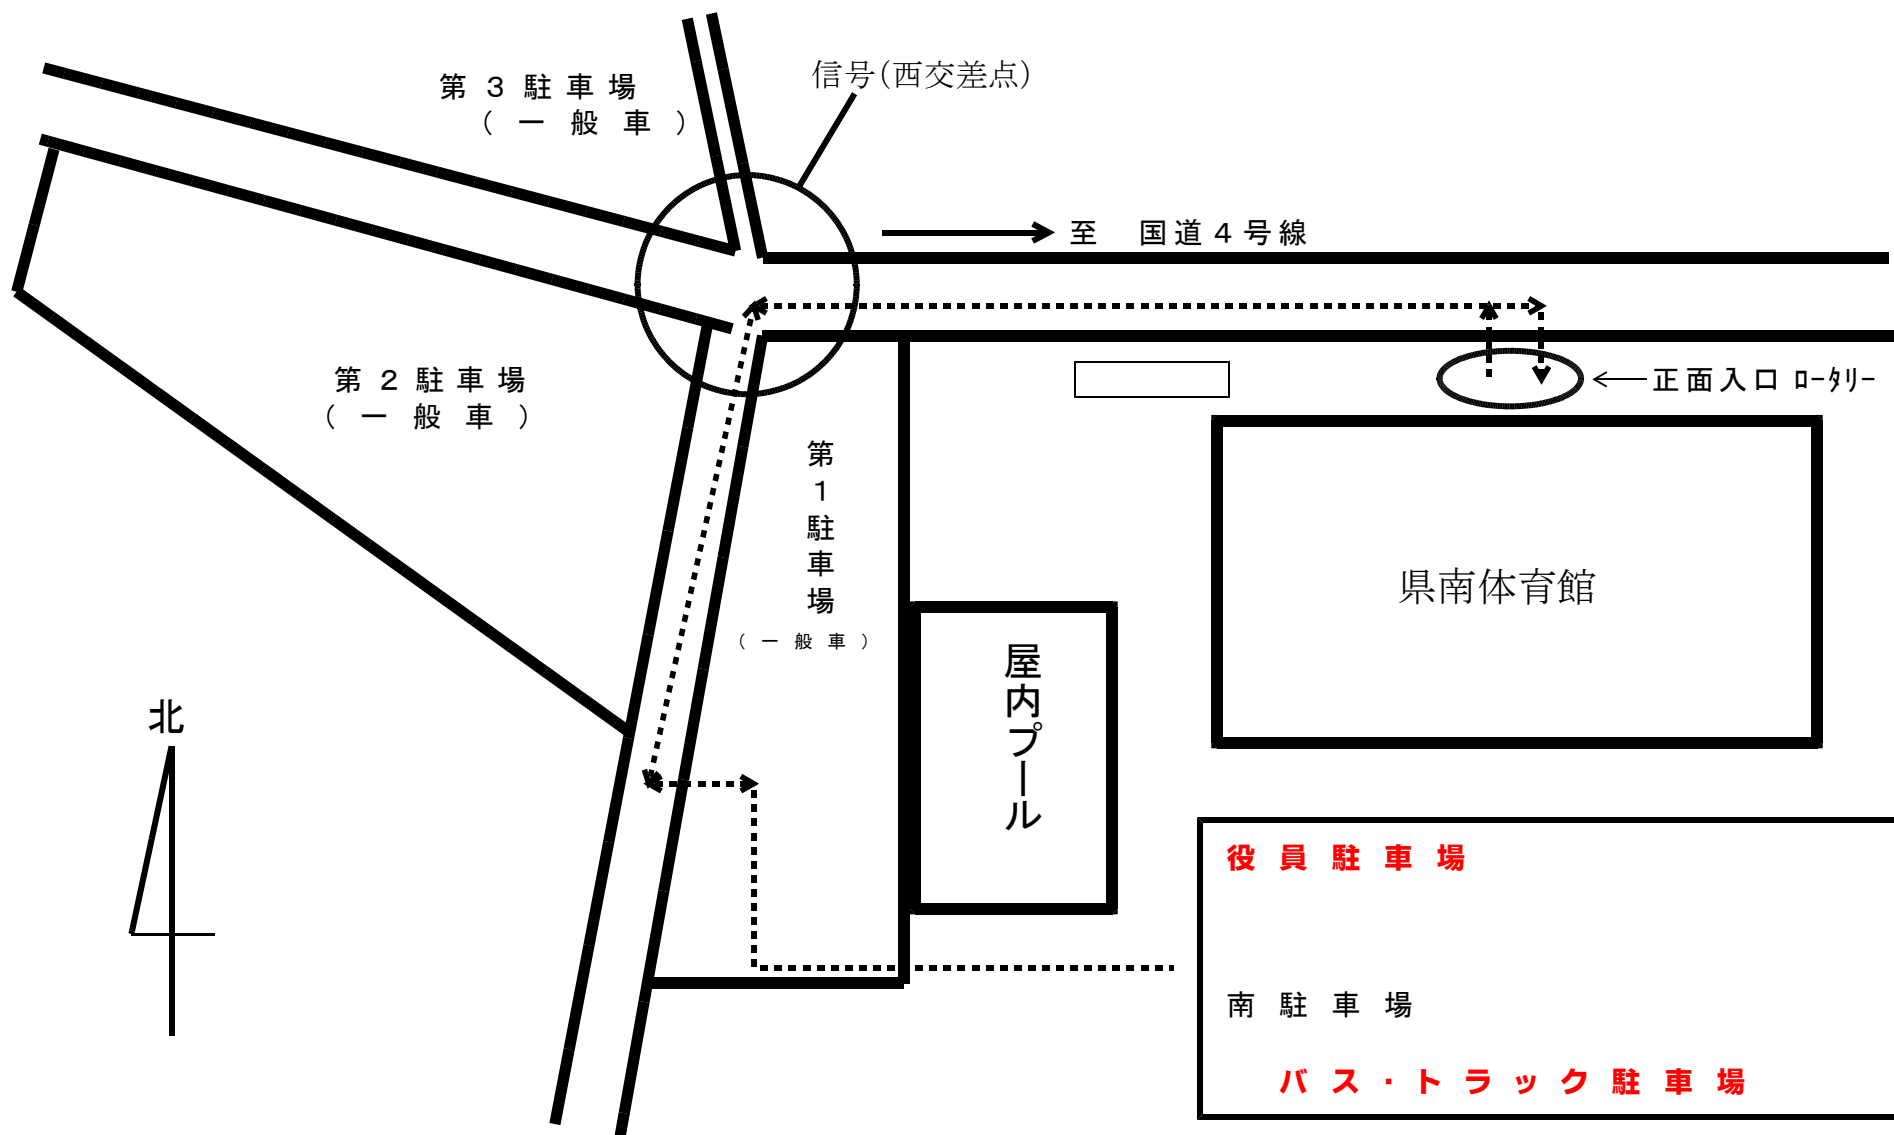 第３駐車場
（一般車）
信号(西交差点)
至　国道４号線
第２駐車場
（一般車）
正面入口 ﾛｰﾀﾘｰ
第１駐車場
（一般車）
県南体育館
屋内プール
北
役員駐車場
南駐車場
バス・トラック駐車場